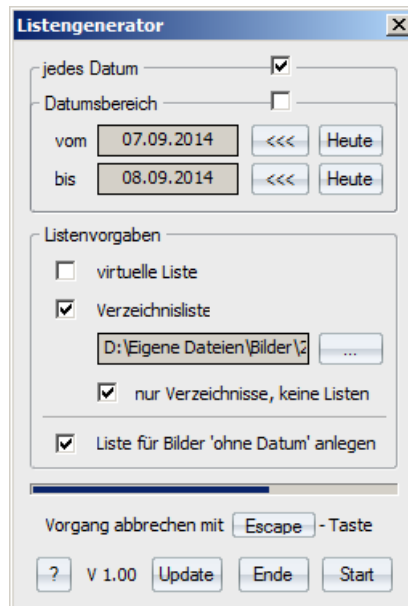 Listengenerator
jedes Datum
Datumsbereich
vom 07.09.2014 <<< Heute
bis 08.09.2014 <<< Heute
Listenvorgaben
virtuelle Liste
Verzeichnisliste
D:\Eigene Dateien\Bilder\2 ...
nur Verzeichnisse, keine Listen
Liste für Bilder 'ohne Datum' anlegen
Vorgang abbrechen mit Escape - Taste
? V 1.00 Update Ende Start